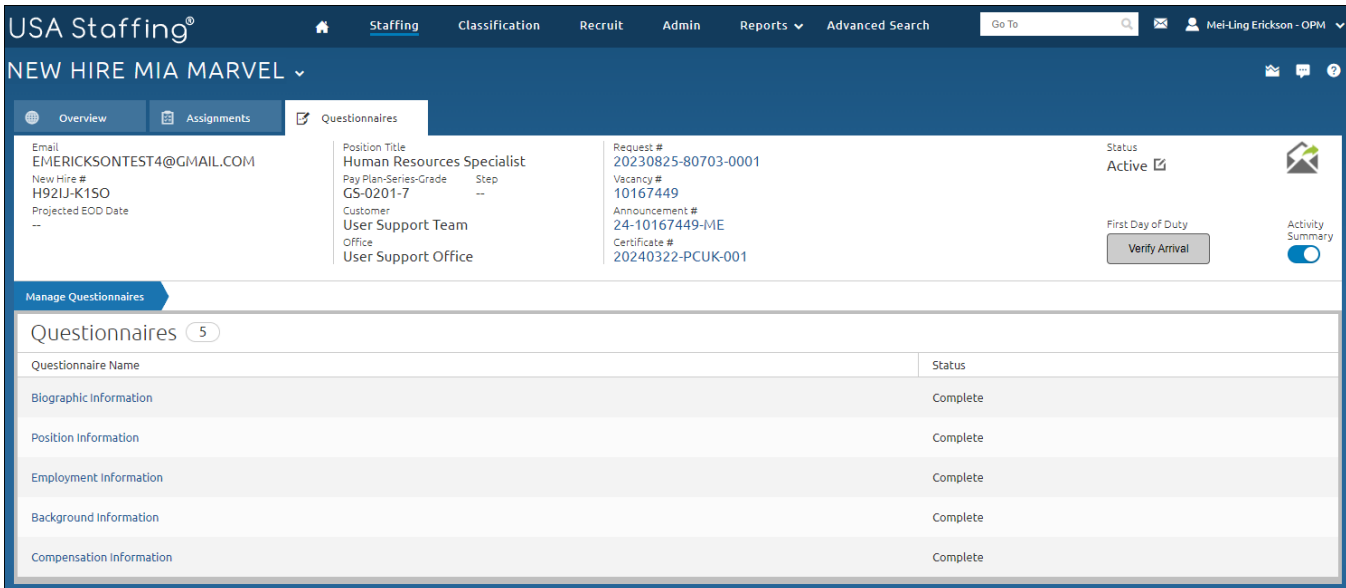 USA Staffing®
Staffing
Classification
Recruit
Admin
Reports
Advanced Search
Go To
Mei-Ling Erickson - OPM
NEW HIRE MIA MARVEL
Overview
Assignments
Questionnaires
Email
EMERICKSONTEST4@GMAIL.COM
New Hire #
H92IJ-K1SO
Projected EOD Date
--
Position Title
Human Resources Specialist
Pay Plan-Series-Grade Step
GS-0201-7 --
Customer
User Support Team
Office
User Support Office
Request #
20230825-80703-0001
Vacancy #
10167449
Announcement #
24-10167449-ME
Certificate #
20240322-PCUK-001
Status
Active
First Day of Duty
Verify Arrival
Activity
Summary
Manage Questionnaires
Questionnaires 5
Questionnaire Name Status
Biographic Information Complete
Position Information Complete
Employment Information Complete
Background Information Complete
Compensation Information Complete